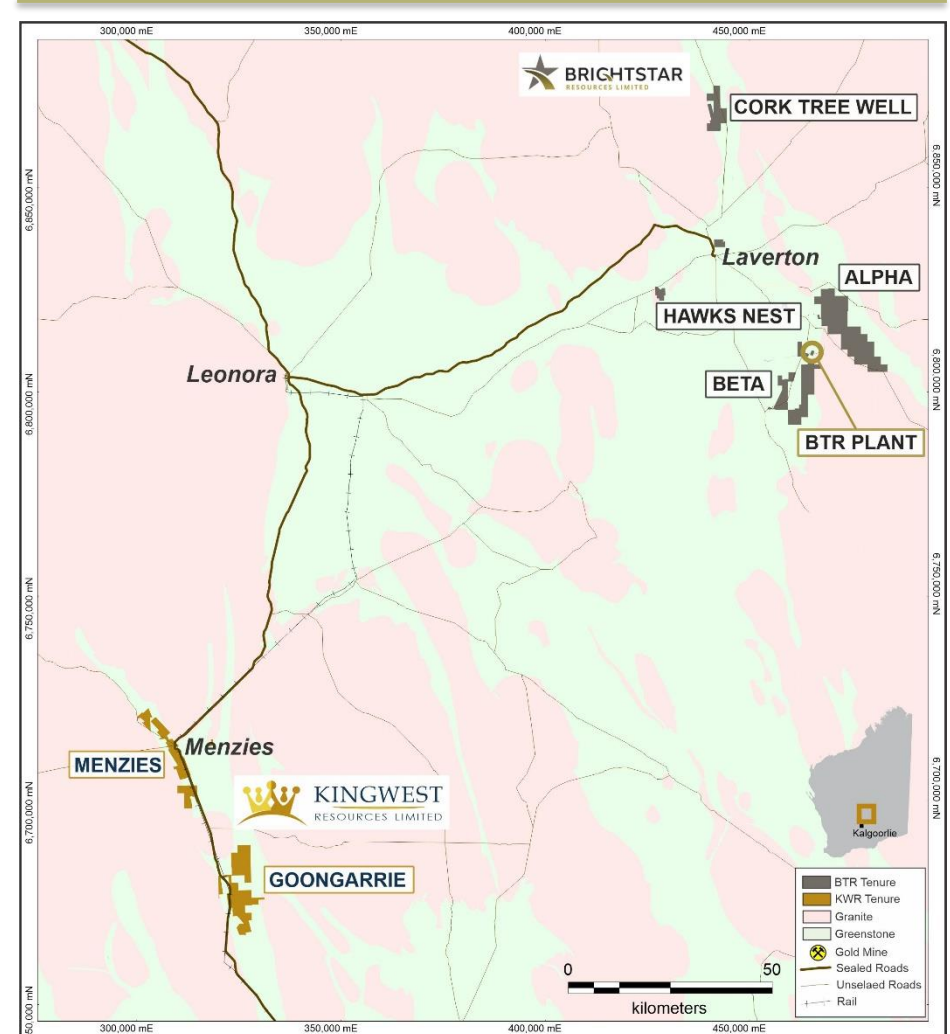 300,000 mE
350,000 mE
400,000 mE
450,000 mE
BRIGHTSTAR
RESOURCES LIMITED
CORK TREE WELL
6,850,000 mN
6,850,000 mN
Laverton
ALPHA
HAWKS NEST
Leonora
BETA
6,800,000 mN
6,800,000 mN
BTR PLANT
6,750,000 mN
6,750,000 mN
Menzies
MENZIES
KINGWEST
RESOURCES LIMITED
6,700,000 mN
6,700,000 mN
Kalgoorlie
GOONGARRIE
BTR Tenure
KWR Tenure
Granite
Greenstone
Gold Mine
Sealed Roads
Unselaed Roads
Rail
0
50
kilometers
50,000 mN
300,000 mE
350,000 mE
400,000 mE
450,000 mE